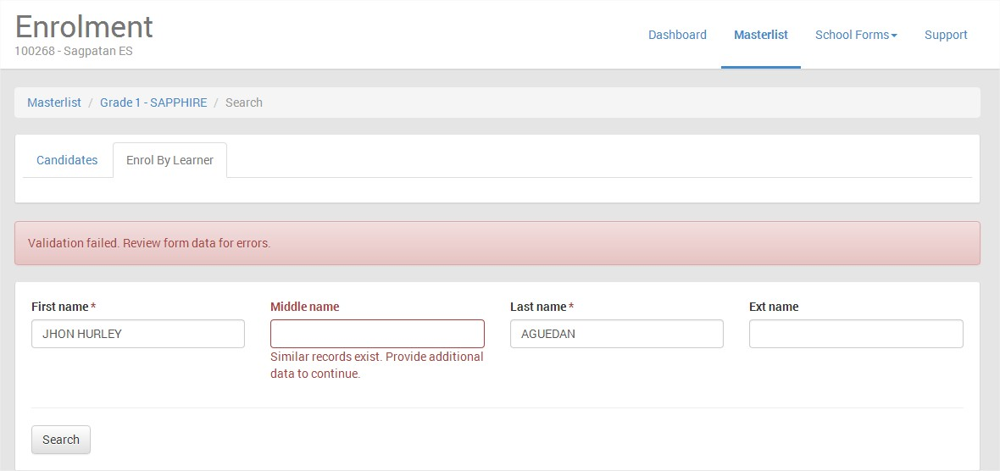 Enrolment
100268 - Sagpatan ES
Dashboard Masterlist School Forms Support
Masterlist / Grade 1 - SAPPHIRE / Search
Candidates Enrol By Learner
Validation failed. Review form data for errors.
First name * Middle name Last name * Ext name
JHON HURLEY AGUEDAN
Similar records exist. Provide additional
data to continue.
Search